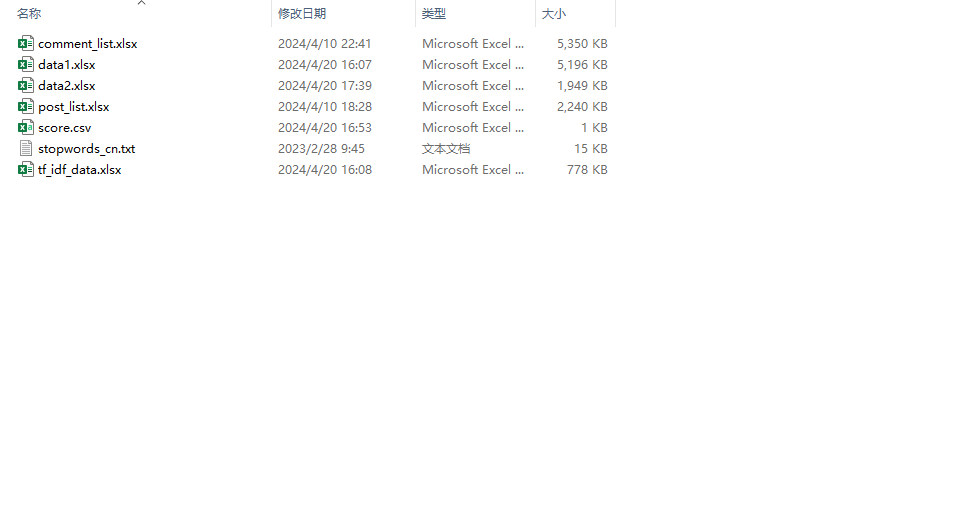 名称 修改日期 类型 大小
comment_list.xlsx 2024/4/10 22:41 Microsoft Excel ... 5,350 KB
data1.xlsx 2024/4/20 16:07 Microsoft Excel ... 5,196 KB
data2.xlsx 2024/4/20 17:39 Microsoft Excel ... 1,949 KB
post_list.xlsx 2024/4/10 18:28 Microsoft Excel ... 2,240 KB
score.csv 2024/4/20 16:53 Microsoft Excel ... 1 KB
stopwords_cn.txt 2023/2/28 9:45 文本文档 15 KB
tf_idf_data.xlsx 2024/4/20 16:08 Microsoft Excel ... 778 KB